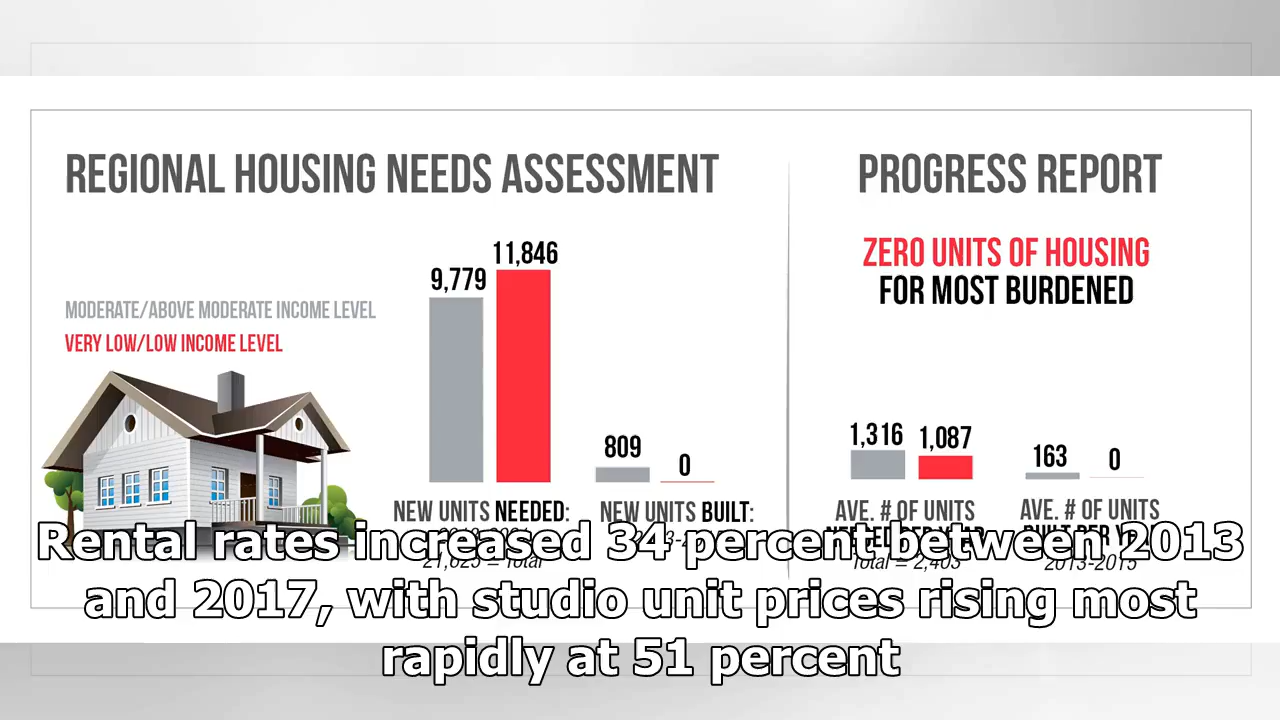 REGIONAL HOUSING NEEDS ASSESSMENT
MODERATE/ABOVE MODERATE INCOME LEVEL
VERY LOW/LOW INCOME LEVEL
9,779
11,846
809
0
NEW UNITS NEEDED:
NEW UNITS BUILT:
PROGRESS REPORT
ZERO UNITS OF HOUSING
FOR MOST BURDENED
1,316
1,087
163
0
AVE. # OF UNITS
AVE. # OF UNITS
Total = 2,403
2013-2015
Rental rates increased 34 percent between 2013
and 2017, with studio unit prices rising most
rapidly at 51 percent